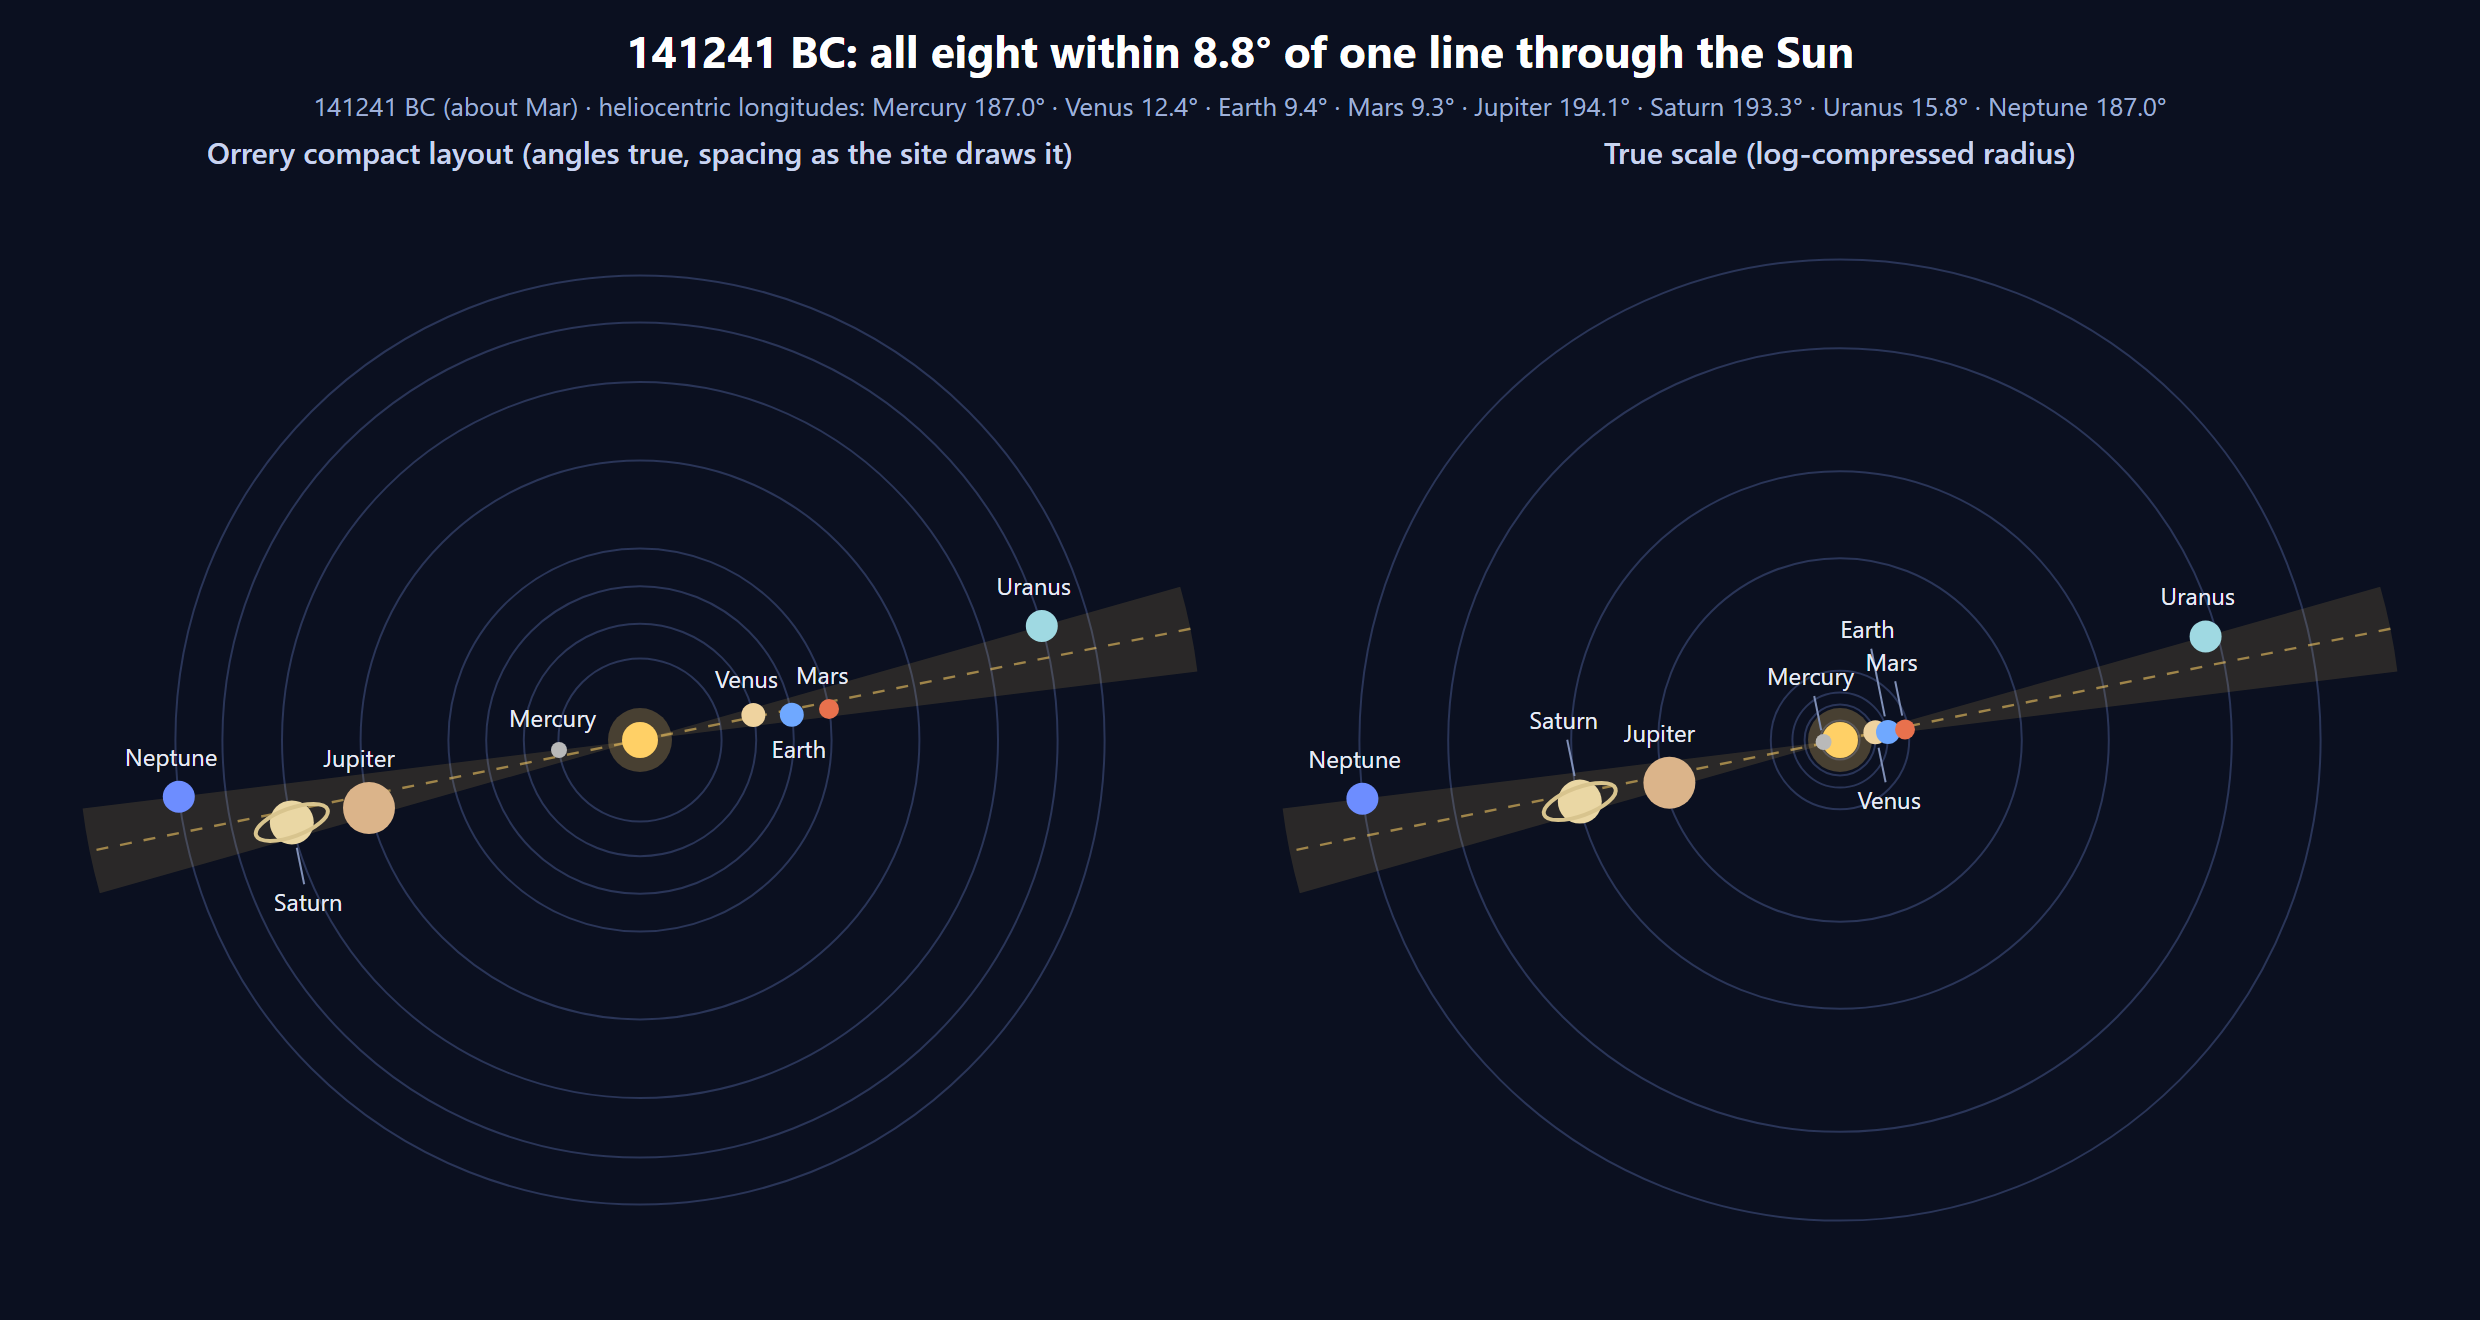 141241 BC: all eight within 8.8° of one line through the Sun
141241 BC (about Mar) · heliocentric longitudes: Mercury 187.0° · Venus 12.4° · Earth 9.4° · Mars 9.3° · Jupiter 194.1° · Saturn 193.3° · Uranus 15.8° · Neptune 187.0°
Orrery compact layout (angles true, spacing as the site draws it)
Uranus
Mars
Venus
Mercury
Earth
Neptune
Jupiter
Saturn
True scale (log-compressed radius)
Uranus
Earth
Mars
Mercury
Saturn
Jupiter
Neptune
Venus